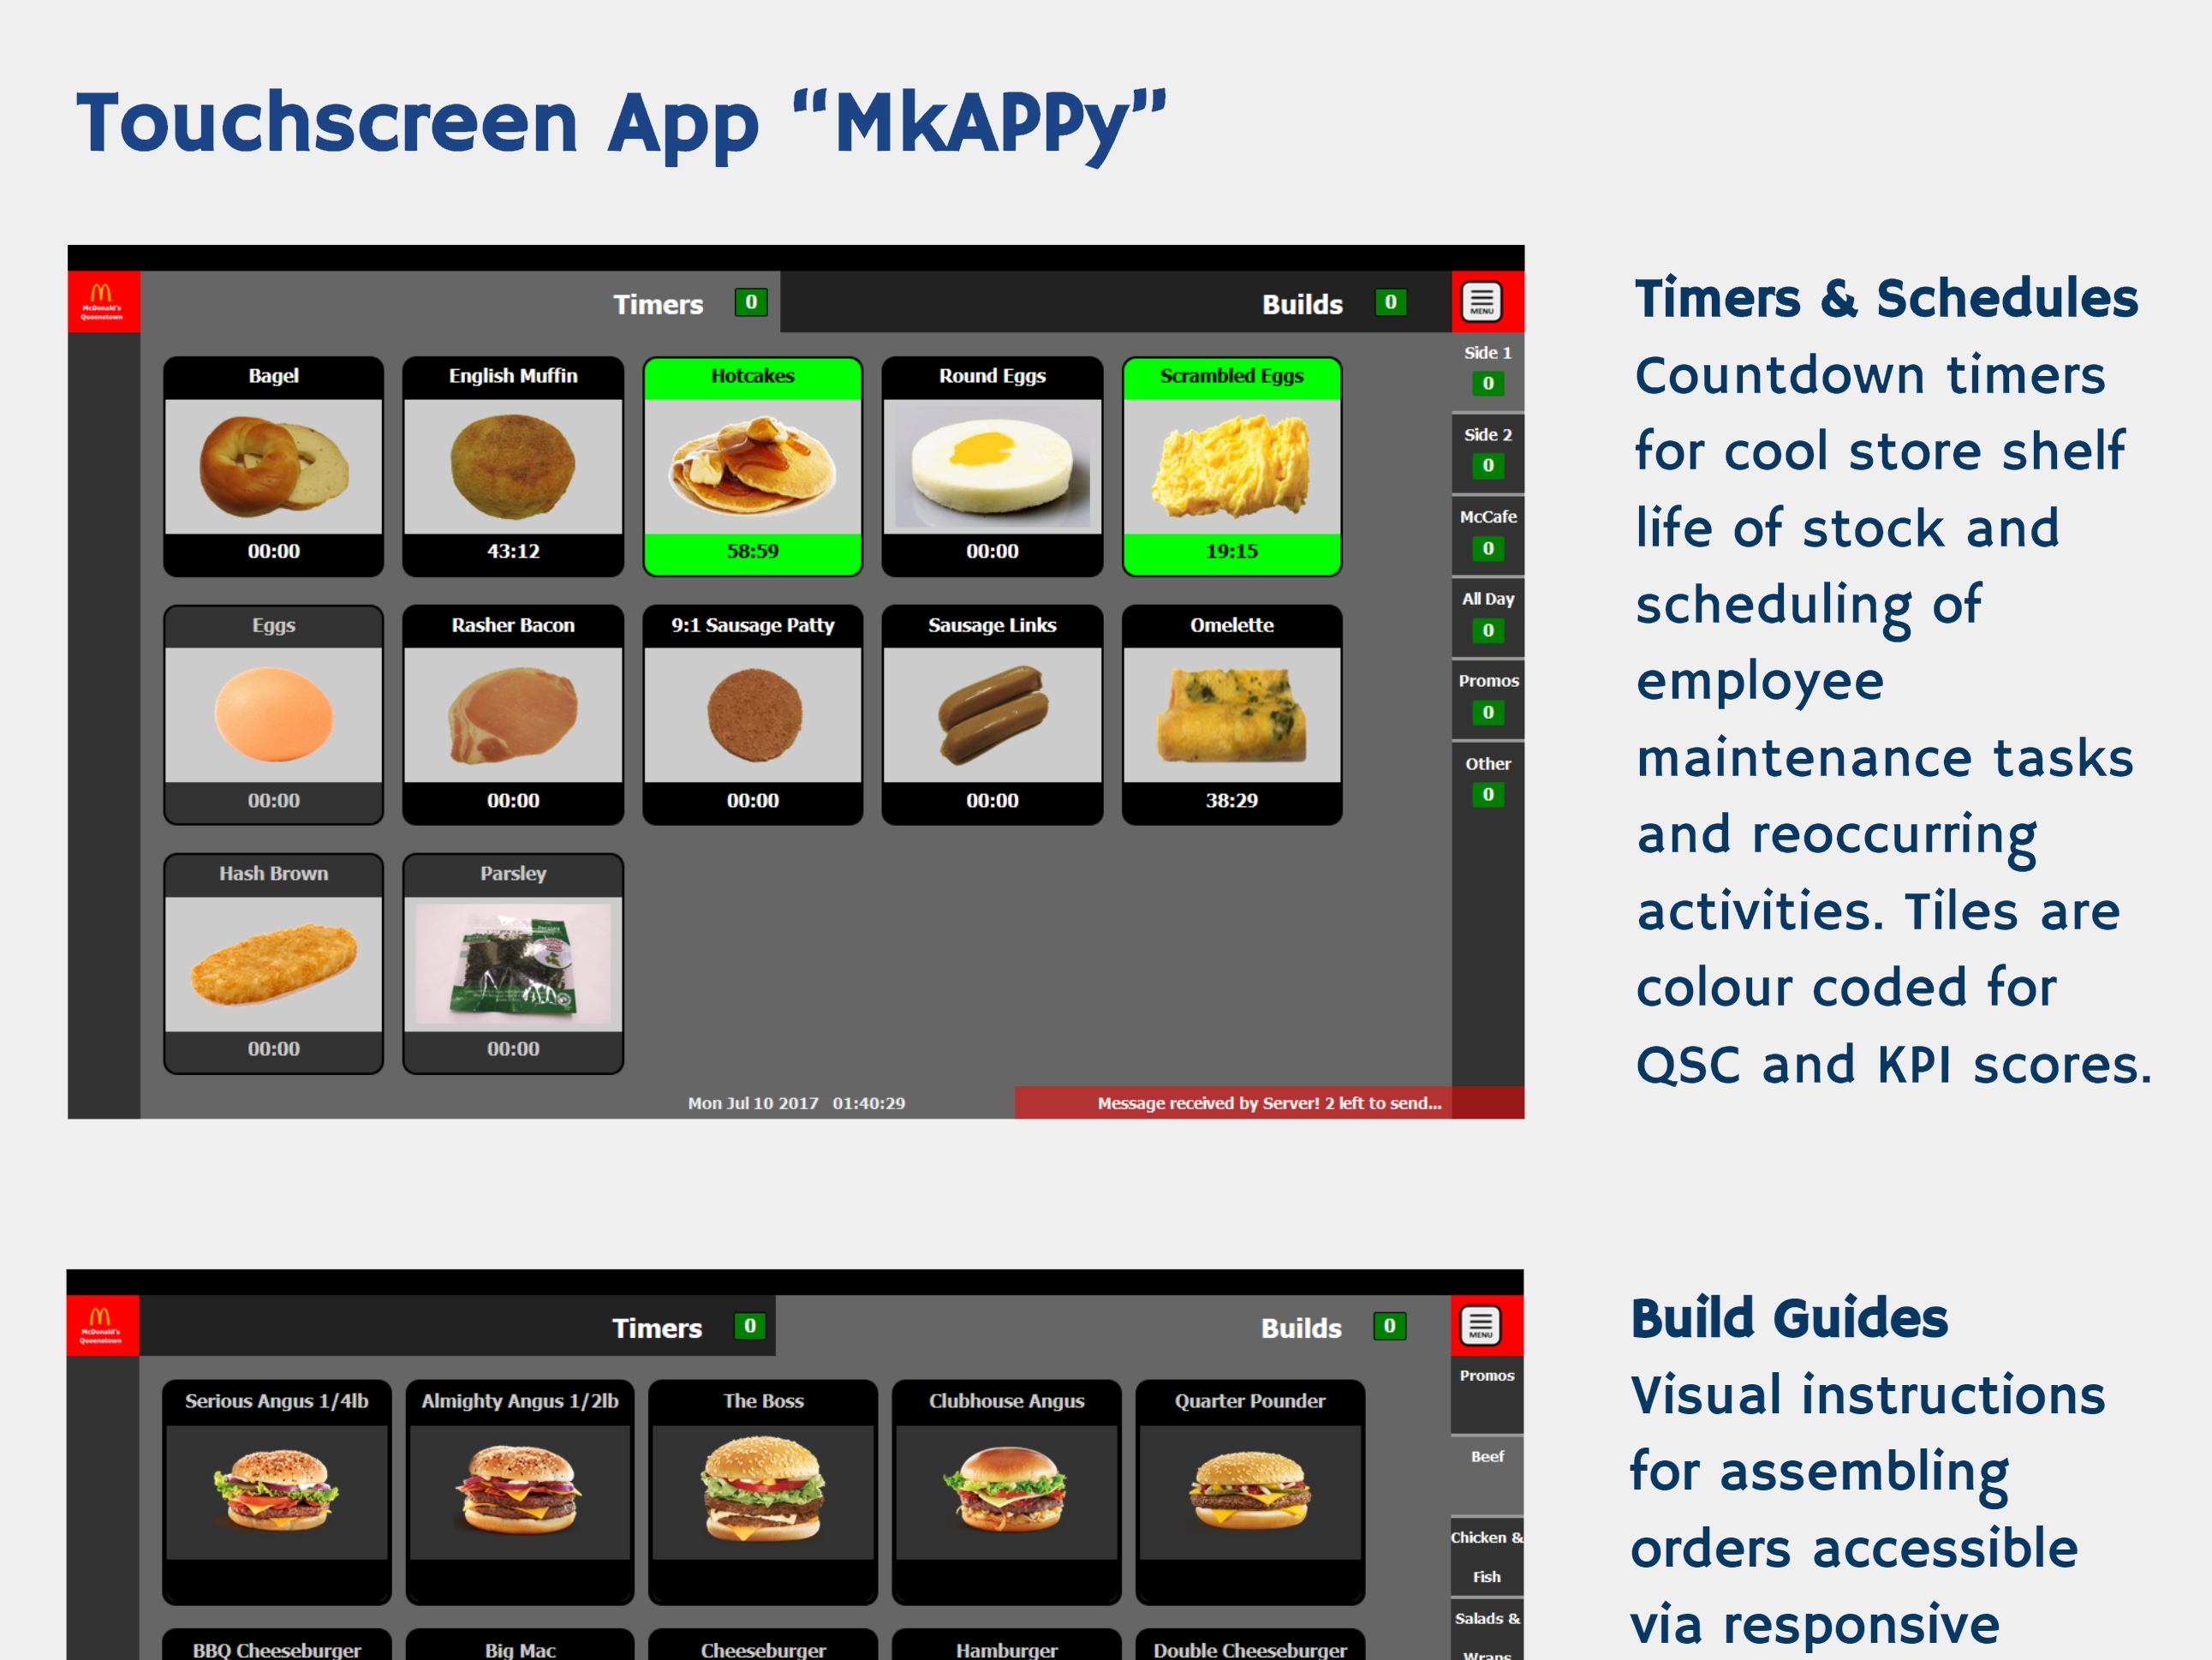 Touchscreen App “MkAPPy”
McDonald's
Queenstown
Timers 0
Builds 0
MENU
Bagel
English Muffin
Hotcakes
Round Eggs
Scrambled Eggs
00:00
43:12
58:59
00:00
19:15
Eggs
Rasher Bacon
9:1 Sausage Patty
Sausage Links
Omelette
00:00
00:00
00:00
00:00
38:29
Hash Brown
Parsley
00:00
00:00
Side 1
0
Side 2
0
McCafe
0
All Day
0
Promos
0
Other
0
Mon Jul 10 2017 01:40:29
Message received by Server! 2 left to send...
Timers & Schedules
Countdown timers
for cool store shelf
life of stock and
scheduling of
employee
maintenance tasks
and reoccurring
activities. Tiles are
colour coded for
QSC and KPI scores.
McDonald's
Queenstown
Timers 0
Builds 0
MENU
Serious Angus 1/4lb
Almighty Angus 1/2lb
The Boss
Clubhouse Angus
Quarter Pounder
BBQ Cheeseburger
Big Mac
Cheeseburger
Hamburger
Double Cheeseburger
Promos
Beef
Chicken &
Fish
Salads &
Wraps
Build Guides
Visual instructions
for assembling
orders accessible
via responsive